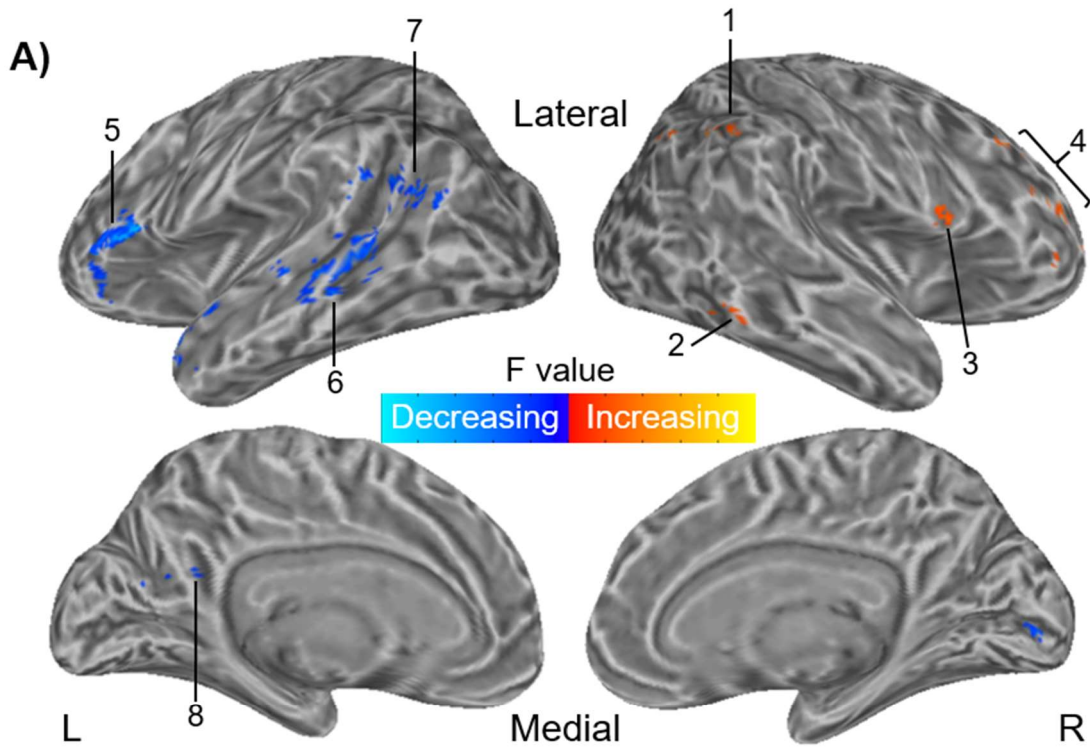 A)
7
1
Lateral
5
4
6
2
3
F value
Decreasing Increasing
8
L
Medial
R